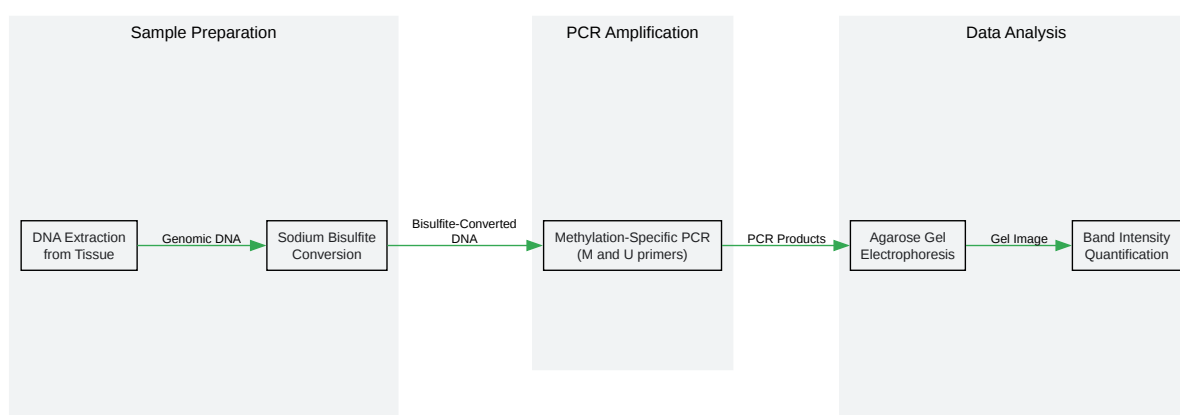 Sample Preparation
PCR Amplification
Data Analysis
DNA Extraction
from Tissue
Genomic DNA
Sodium Bisulfite
Conversion
Bisulfite-Converted
DNA
Methylation-Specific PCR
(M and U primers)
PCR Products
Agarose Gel
Electrophoresis
Gel Image
Band Intensity
Quantification